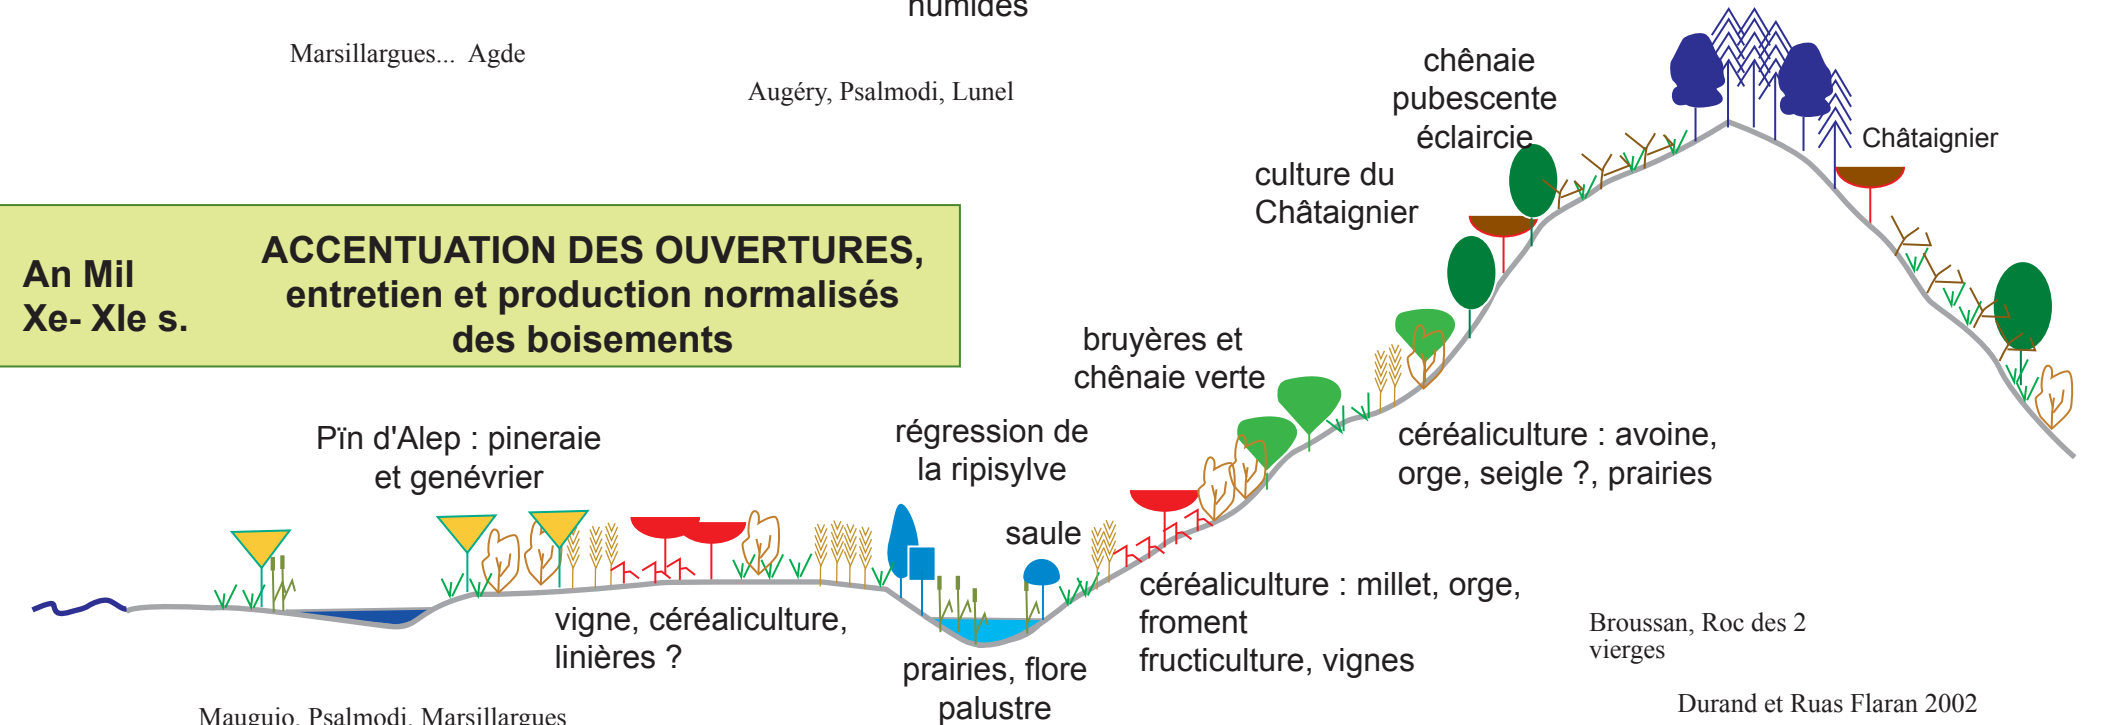 humides
Marsillargues... Agde
Augéry, Psalmodi, Lunel
chênaie
pubescente
éclaircie
Châtaignier
culture du
Châtaignier
An Mil
Xe- XIe s.
ACCENTUATION DES OUVERTURES,
entretien et production normalisés
des boisements
bruyères et
chênaie verte
Pïn d'Alep : pineraie
et genévrier
régression de
la ripisylve
céréaliculture : avoine,
orge, seigle ?, prairies
saule
vigne, céréaliculture,
linières ?
céréaliculture : millet, orge,
froment
fructiculture, vignes
prairies, flore
palustre
Broussan, Roc des 2
vierges
Durand et Ruas Flaran 2002
Mauguio, Psalmodi, Marsillargues